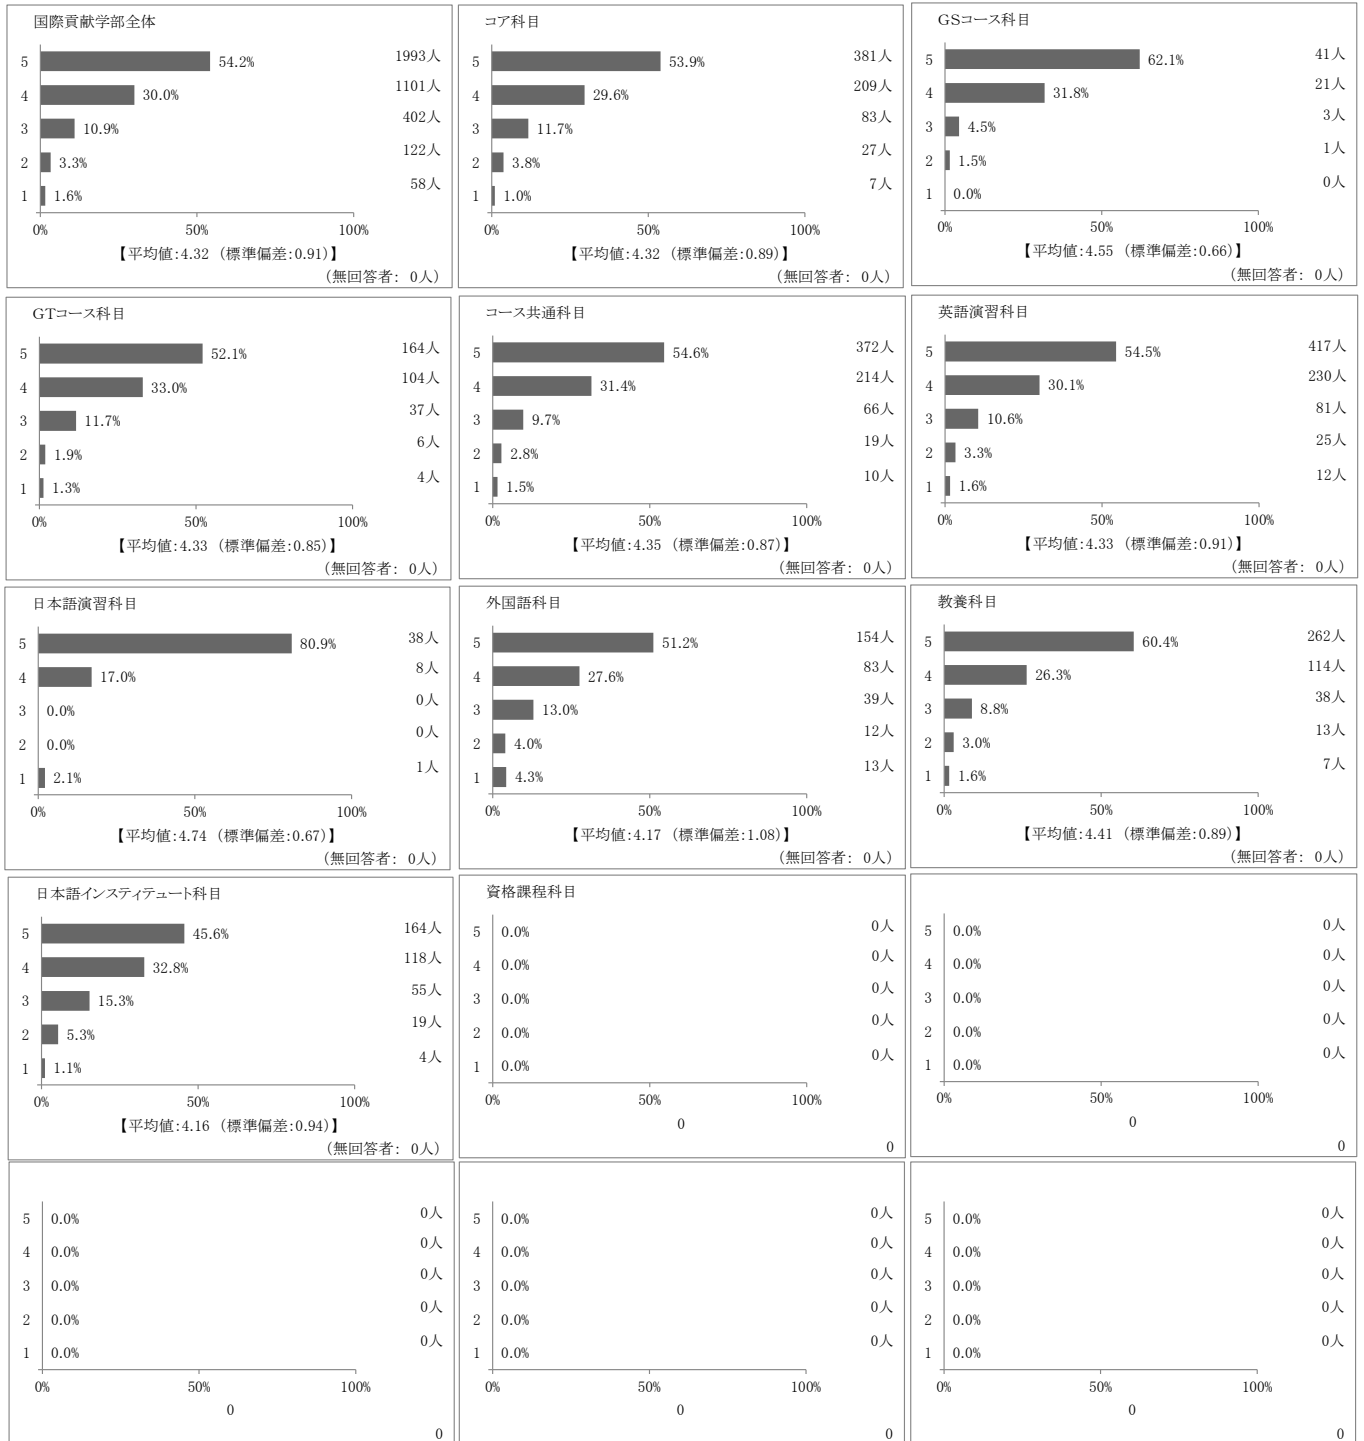 国際貢献学部全体
5 54.2% 1993人
4 30.0% 1101人
3 10.9% 402人
2 3.3% 122人
1 1.6% 58人
0% 50% 100%
【平均値:4.32 (標準偏差:0.91)】
(無回答者: 0人)
コア科目
5 53.9% 381人
4 29.6% 209人
3 11.7% 83人
2 3.8% 27人
1 1.0% 7人
0% 50% 100%
【平均値:4.32 (標準偏差:0.89)】
(無回答者: 0人)
GSコース科目
5 62.1% 41人
4 31.8% 21人
3 4.5% 3人
2 1.5% 1人
1 0.0% 0人
0% 50% 100%
【平均値:4.55 (標準偏差:0.66)】
(無回答者: 0人)
GTコース科目
5 52.1% 164人
4 33.0% 104人
3 11.7% 37人
2 1.9% 6人
1 1.3% 4人
0% 50% 100%
【平均値:4.33 (標準偏差:0.85)】
(無回答者: 0人)
コース共通科目
5 54.6% 372人
4 31.4% 214人
3 9.7% 66人
2 2.8% 19人
1 1.5% 10人
0% 50% 100%
【平均値:4.35 (標準偏差:0.87)】
(無回答者: 0人)
英語演習科目
5 54.5% 417人
4 30.1% 230人
3 10.6% 81人
2 3.3% 25人
1 1.6% 12人
0% 50% 100%
【平均値:4.33 (標準偏差:0.91)】
(無回答者: 0人)
日本語演習科目
5 80.9% 38人
4 17.0% 8人
3 0.0% 0人
2 0.0% 0人
1 2.1% 1人
0% 50% 100%
【平均値:4.74 (標準偏差:0.67)】
(無回答者: 0人)
外国語科目
5 51.2% 154人
4 27.6% 83人
3 13.0% 39人
2 4.0% 12人
1 4.3% 13人
0% 50% 100%
【平均値:4.17 (標準偏差:1.08)】
(無回答者: 0人)
教養科目
5 60.4% 262人
4 26.3% 114人
3 8.8% 38人
2 3.0% 13人
1 1.6% 7人
0% 50% 100%
【平均値:4.41 (標準偏差:0.89)】
(無回答者: 0人)
日本語インスティテュート科目
5 45.6% 164人
4 32.8% 118人
3 15.3% 55人
2 5.3% 19人
1 1.1% 4人
0% 50% 100%
【平均値:4.16 (標準偏差:0.94)】
(無回答者: 0人)
資格課程科目
5 0.0% 0人
4 0.0% 0人
3 0.0% 0人
2 0.0% 0人
1 0.0% 0人
0% 50% 100%
0
0
5 0.0% 0人
4 0.0% 0人
3 0.0% 0人
2 0.0% 0人
1 0.0% 0人
0% 50% 100%
0
0
5 0.0% 0人
4 0.0% 0人
3 0.0% 0人
2 0.0% 0人
1 0.0% 0人
0% 50% 100%
0
0
5 0.0% 0人
4 0.0% 0人
3 0.0% 0人
2 0.0% 0人
1 0.0% 0人
0% 50% 100%
0
0
5 0.0% 0人
4 0.0% 0人
3 0.0% 0人
2 0.0% 0人
1 0.0% 0人
0% 50% 100%
0
0